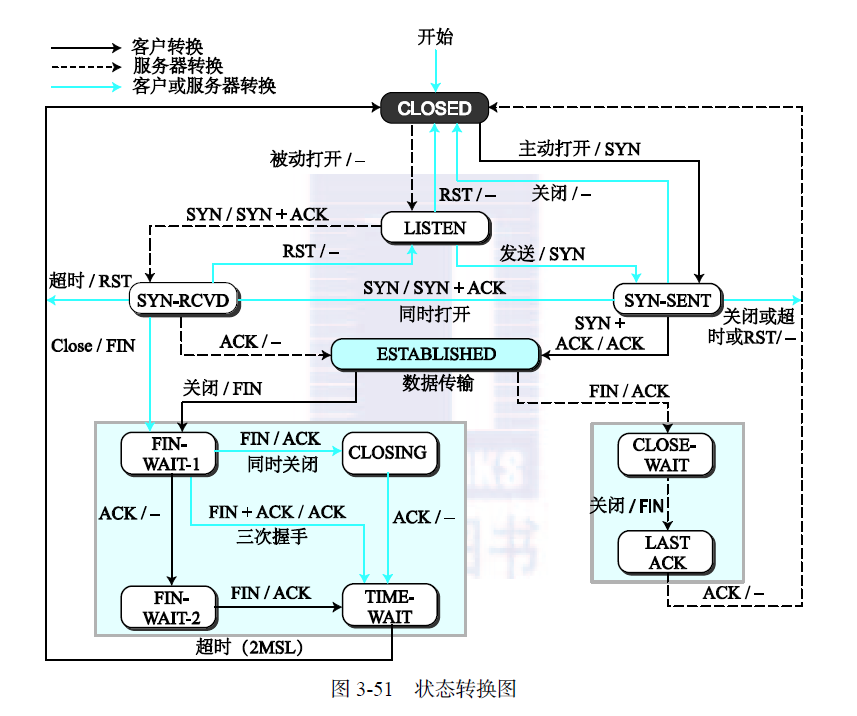 开始
客户转换
服务器转换
客户或服务器转换
CLOSED
被动打开 / –
主动打开 / SYN
RST / –
关闭 / –
SYN / SYN + ACK
LISTEN
RST / –
发送 / SYN
超时 / RST
SYN-RCVD
SYN / SYN + ACK
同时打开
SYN-SENT
关闭或超
时或RST/ –
Close / FIN
ACK / –
SYN +
ACK / ACK
ESTABLISHED
数据传输
关闭 / FIN
FIN / ACK
FIN-
WAIT-1
FIN / ACK
同时关闭
CLOSING
CLOSE-
WAIT
ACK / –
FIN + ACK / ACK
三次握手
ACK / –
关闭 / FIN
KS
图书
LAST
ACK
FIN-
WAIT-2
FIN / ACK
TIME-
WAIT
ACK / –
超时（2MSL）
图 3-51 状态转换图